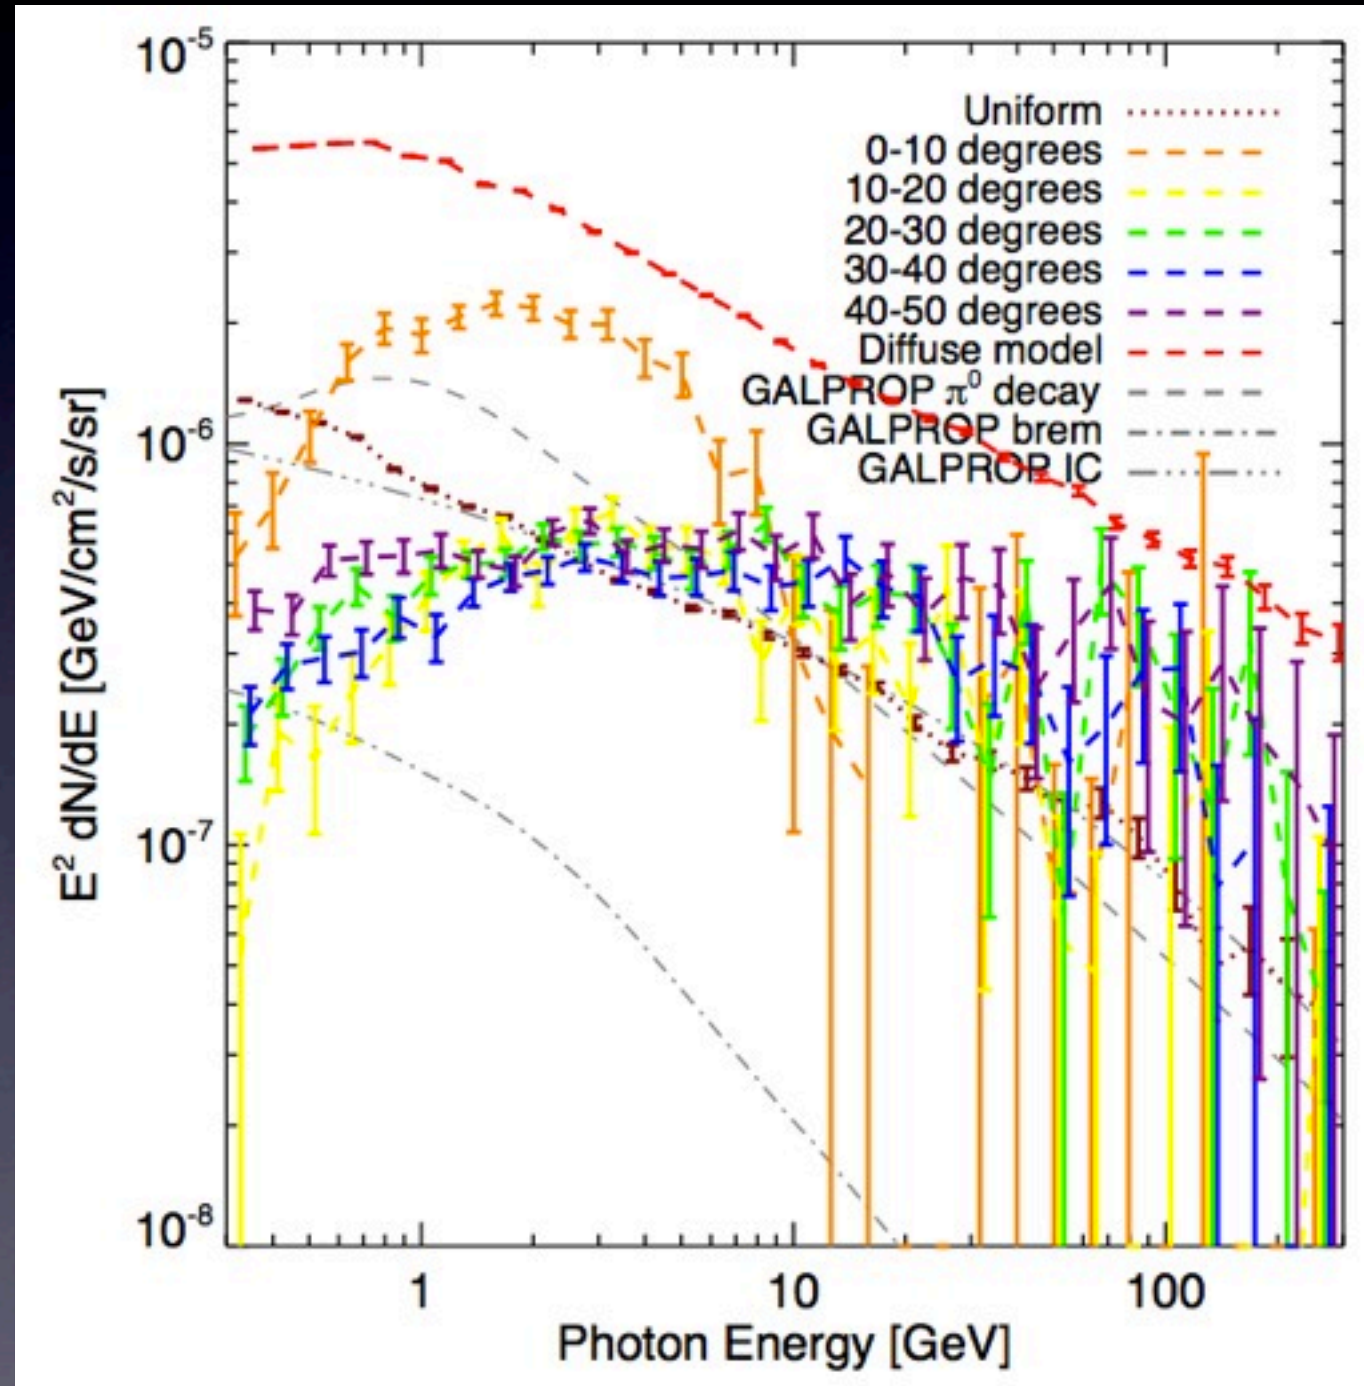 10-5
Uniform
0-10 degrees
10-20 degrees
20-30 degrees
30-40 degrees
40-50 degrees
Diffuse model
GALPROP π0 decay
GALPROP brem
GALPROP IC
10-6
10-7
10-8
E2 dN/dE [GeV/cm2/s/sr]
1 10 100
Photon Energy [GeV]